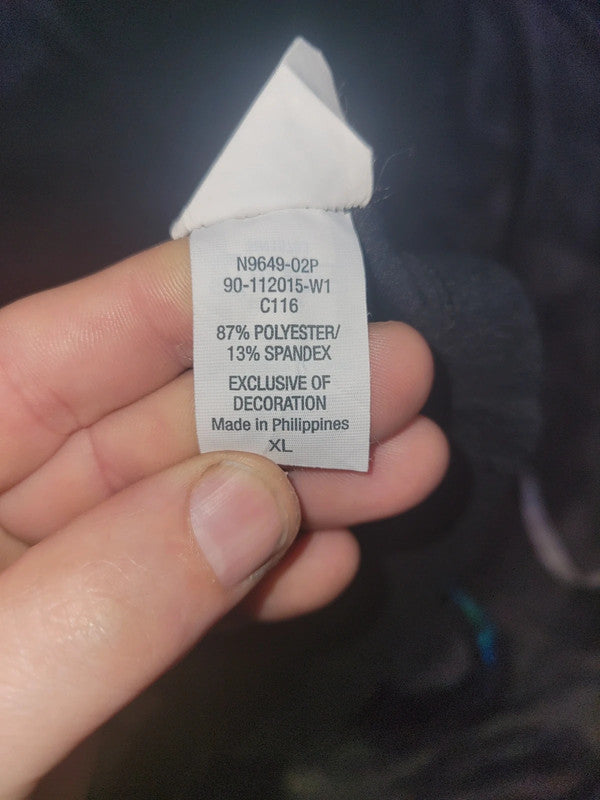 N9649-02P
90-112015-W1
C116
87% POLYESTER/
13% SPANDEX
EXCLUSIVE OF
DECORATION
Made in Philippines
XL